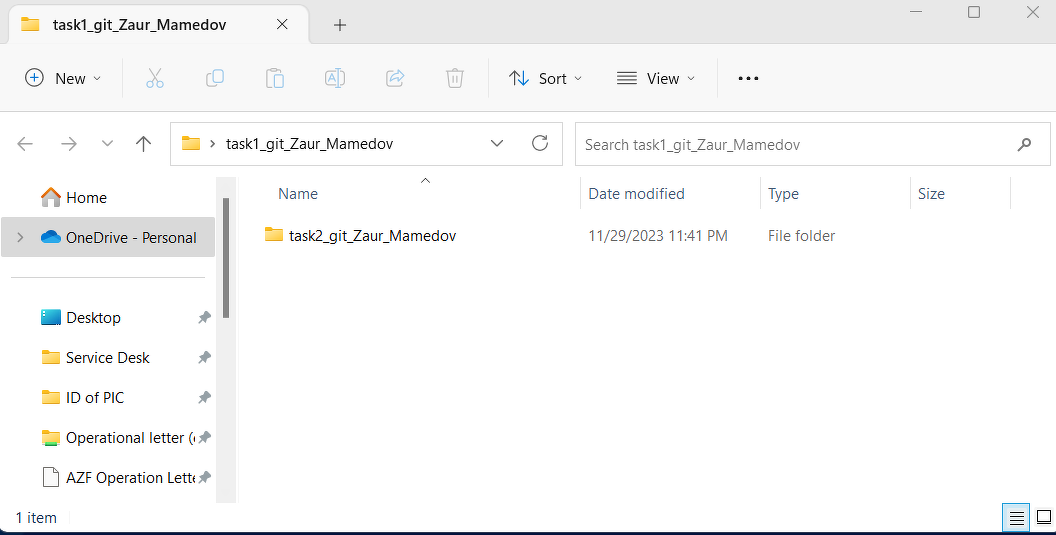 task1_git_Zaur_Mamedov
New
Sort
View
task1_git_Zaur_Mamedov
Search task1_git_Zaur_Mamedov
Home
OneDrive - Personal
Desktop
Service Desk
ID of PIC
Operational letter (
AZF Operation Lette
Name
Date modified
Type
Size
task2_git_Zaur_Mamedov
11/29/2023 11:41 PM
File folder
1 item